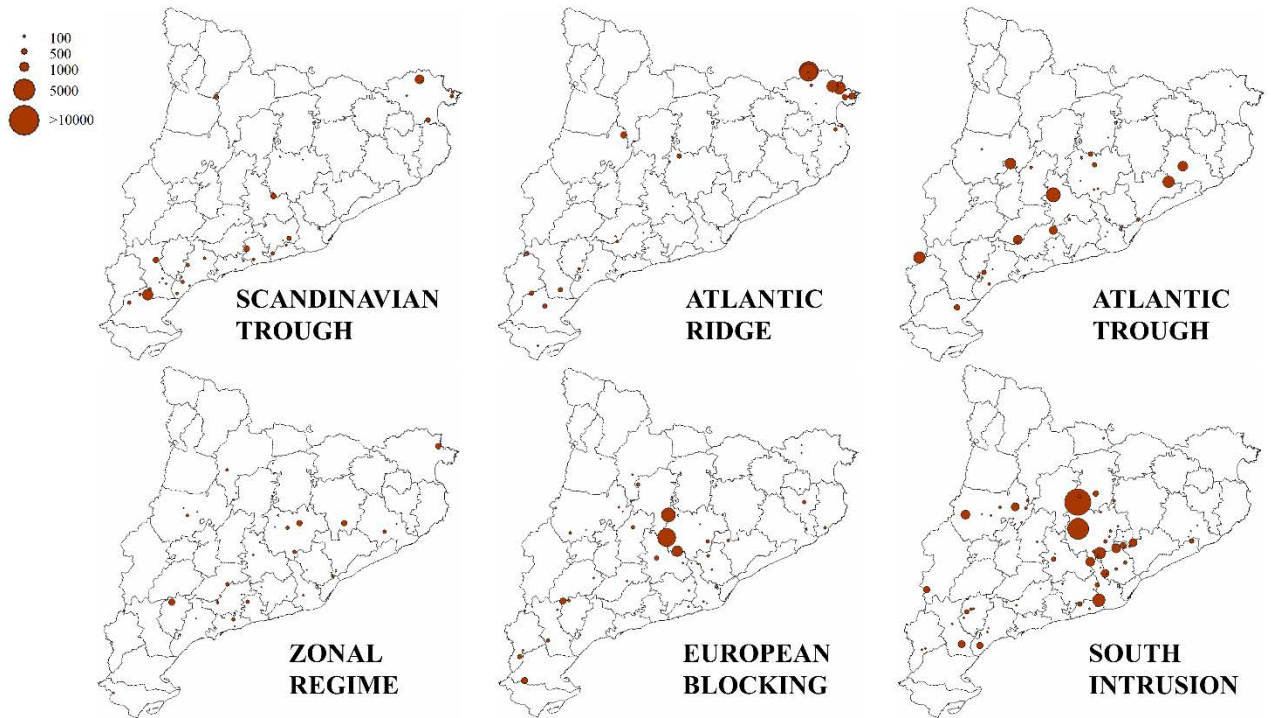 100
500
1000
5000
>10000
SCANDINAVIAN
TROUGH
ATLANTIC
RIDGE
ATLANTIC
TROUGH
ZONAL
REGIME
EUROPEAN
BLOCKING
SOUTH
INTRUSION